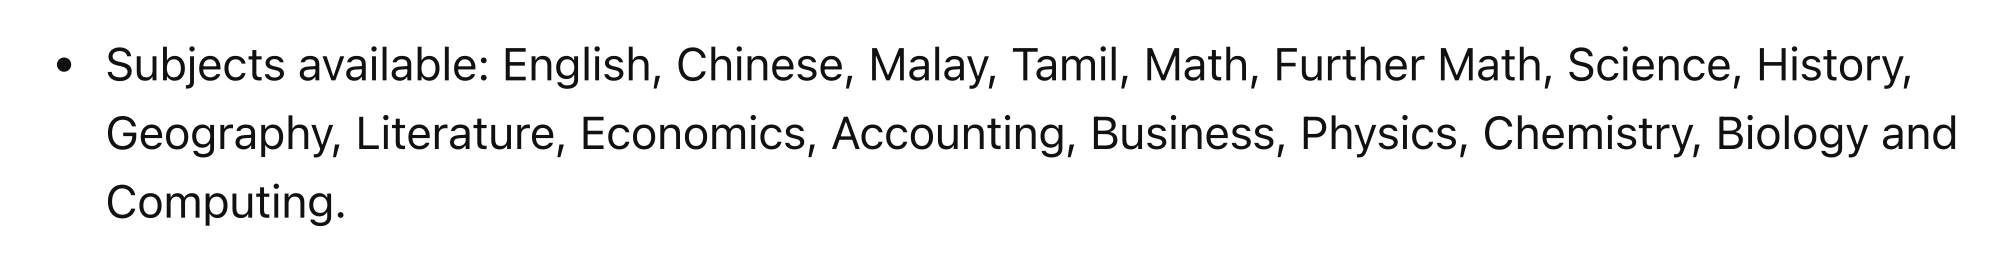 • Subjects available: English, Chinese, Malay, Tamil, Math, Further Math, Science, History,
Geography, Literature, Economics, Accounting, Business, Physics, Chemistry, Biology and
Computing.